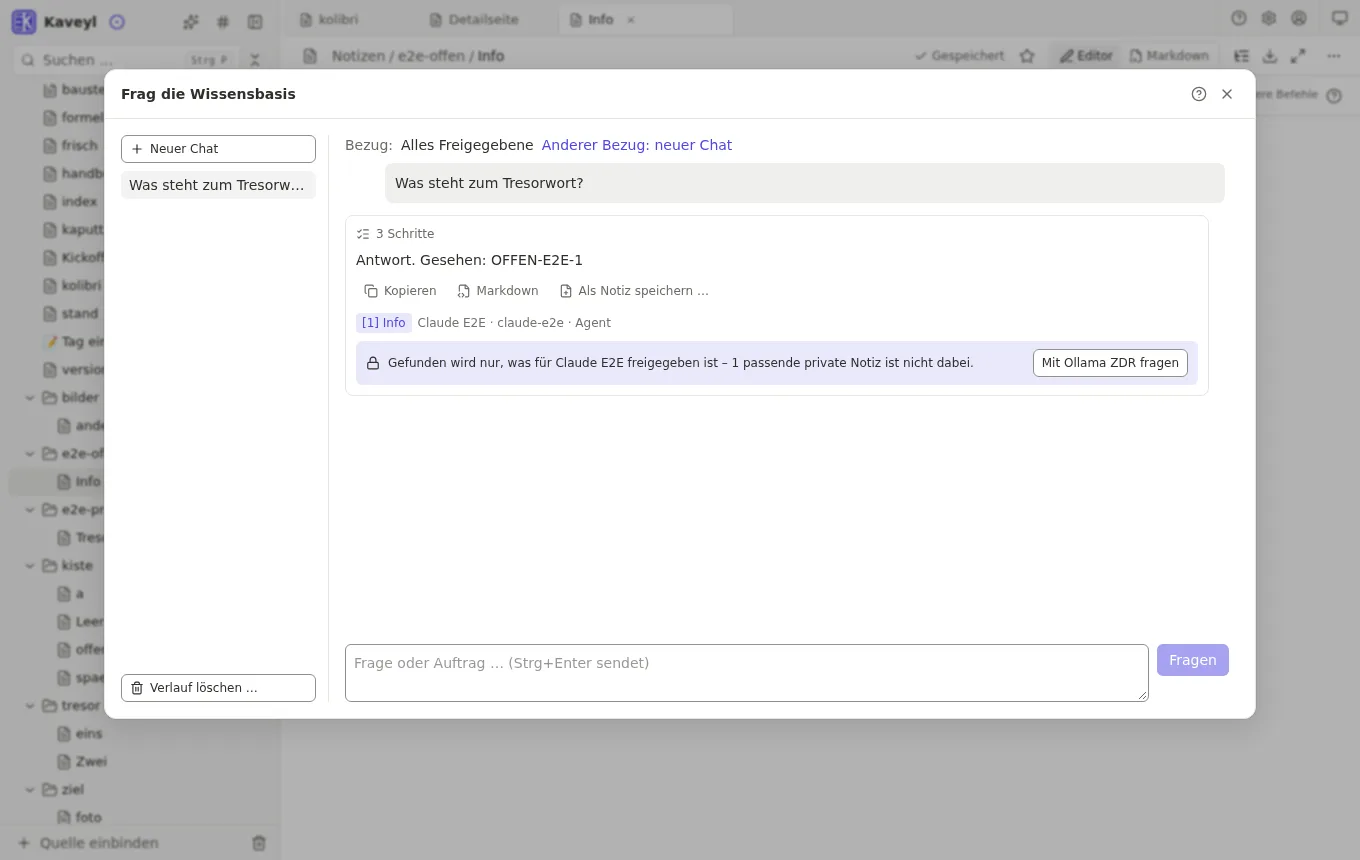 Kaveyl
kolibri
Detailseite
Info
Suchen ...
Strg P
Notizen / e2e-offen / Info
Gespeichert
Editor
Markdown
ere Befehle
Frag die Wissensbasis
Neuer Chat
Was steht zum Tresorw…
Verlauf löschen …
Bezug: Alles Freigegebene Anderer Bezug: neuer Chat
Was steht zum Tresorwort?
3 Schritte
Antwort. Gesehen: OFFEN-E2E-1
Kopieren Markdown Als Notiz speichern …
[1] Info Claude E2E · claude-e2e · Agent
Gefunden wird nur, was für Claude E2E freigegeben ist – 1 passende private Notiz ist nicht dabei.
Mit Ollama ZDR fragen
Frage oder Auftrag … (Strg+Enter sendet)
Fragen
bauste
formel
frisch
handb
index
kaputt
Kickoff
kolibri
stand
Tag ein
version
bilder
ande
e2e-of
Info
e2e-pr
Treso
kiste
a
Leer
offen
spae
tresor
eins
Zwei
ziel
foto
Quelle einbinden